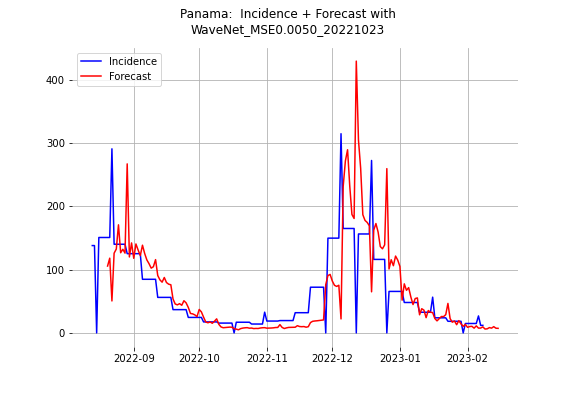 Panama:  Incidence + Forecast with
WaveNet_MSE0.0050_20221023
Incidence
Forecast
400
300
200
100
0
2022-09
2022-10
2022-11
2022-12
2023-01
2023-02